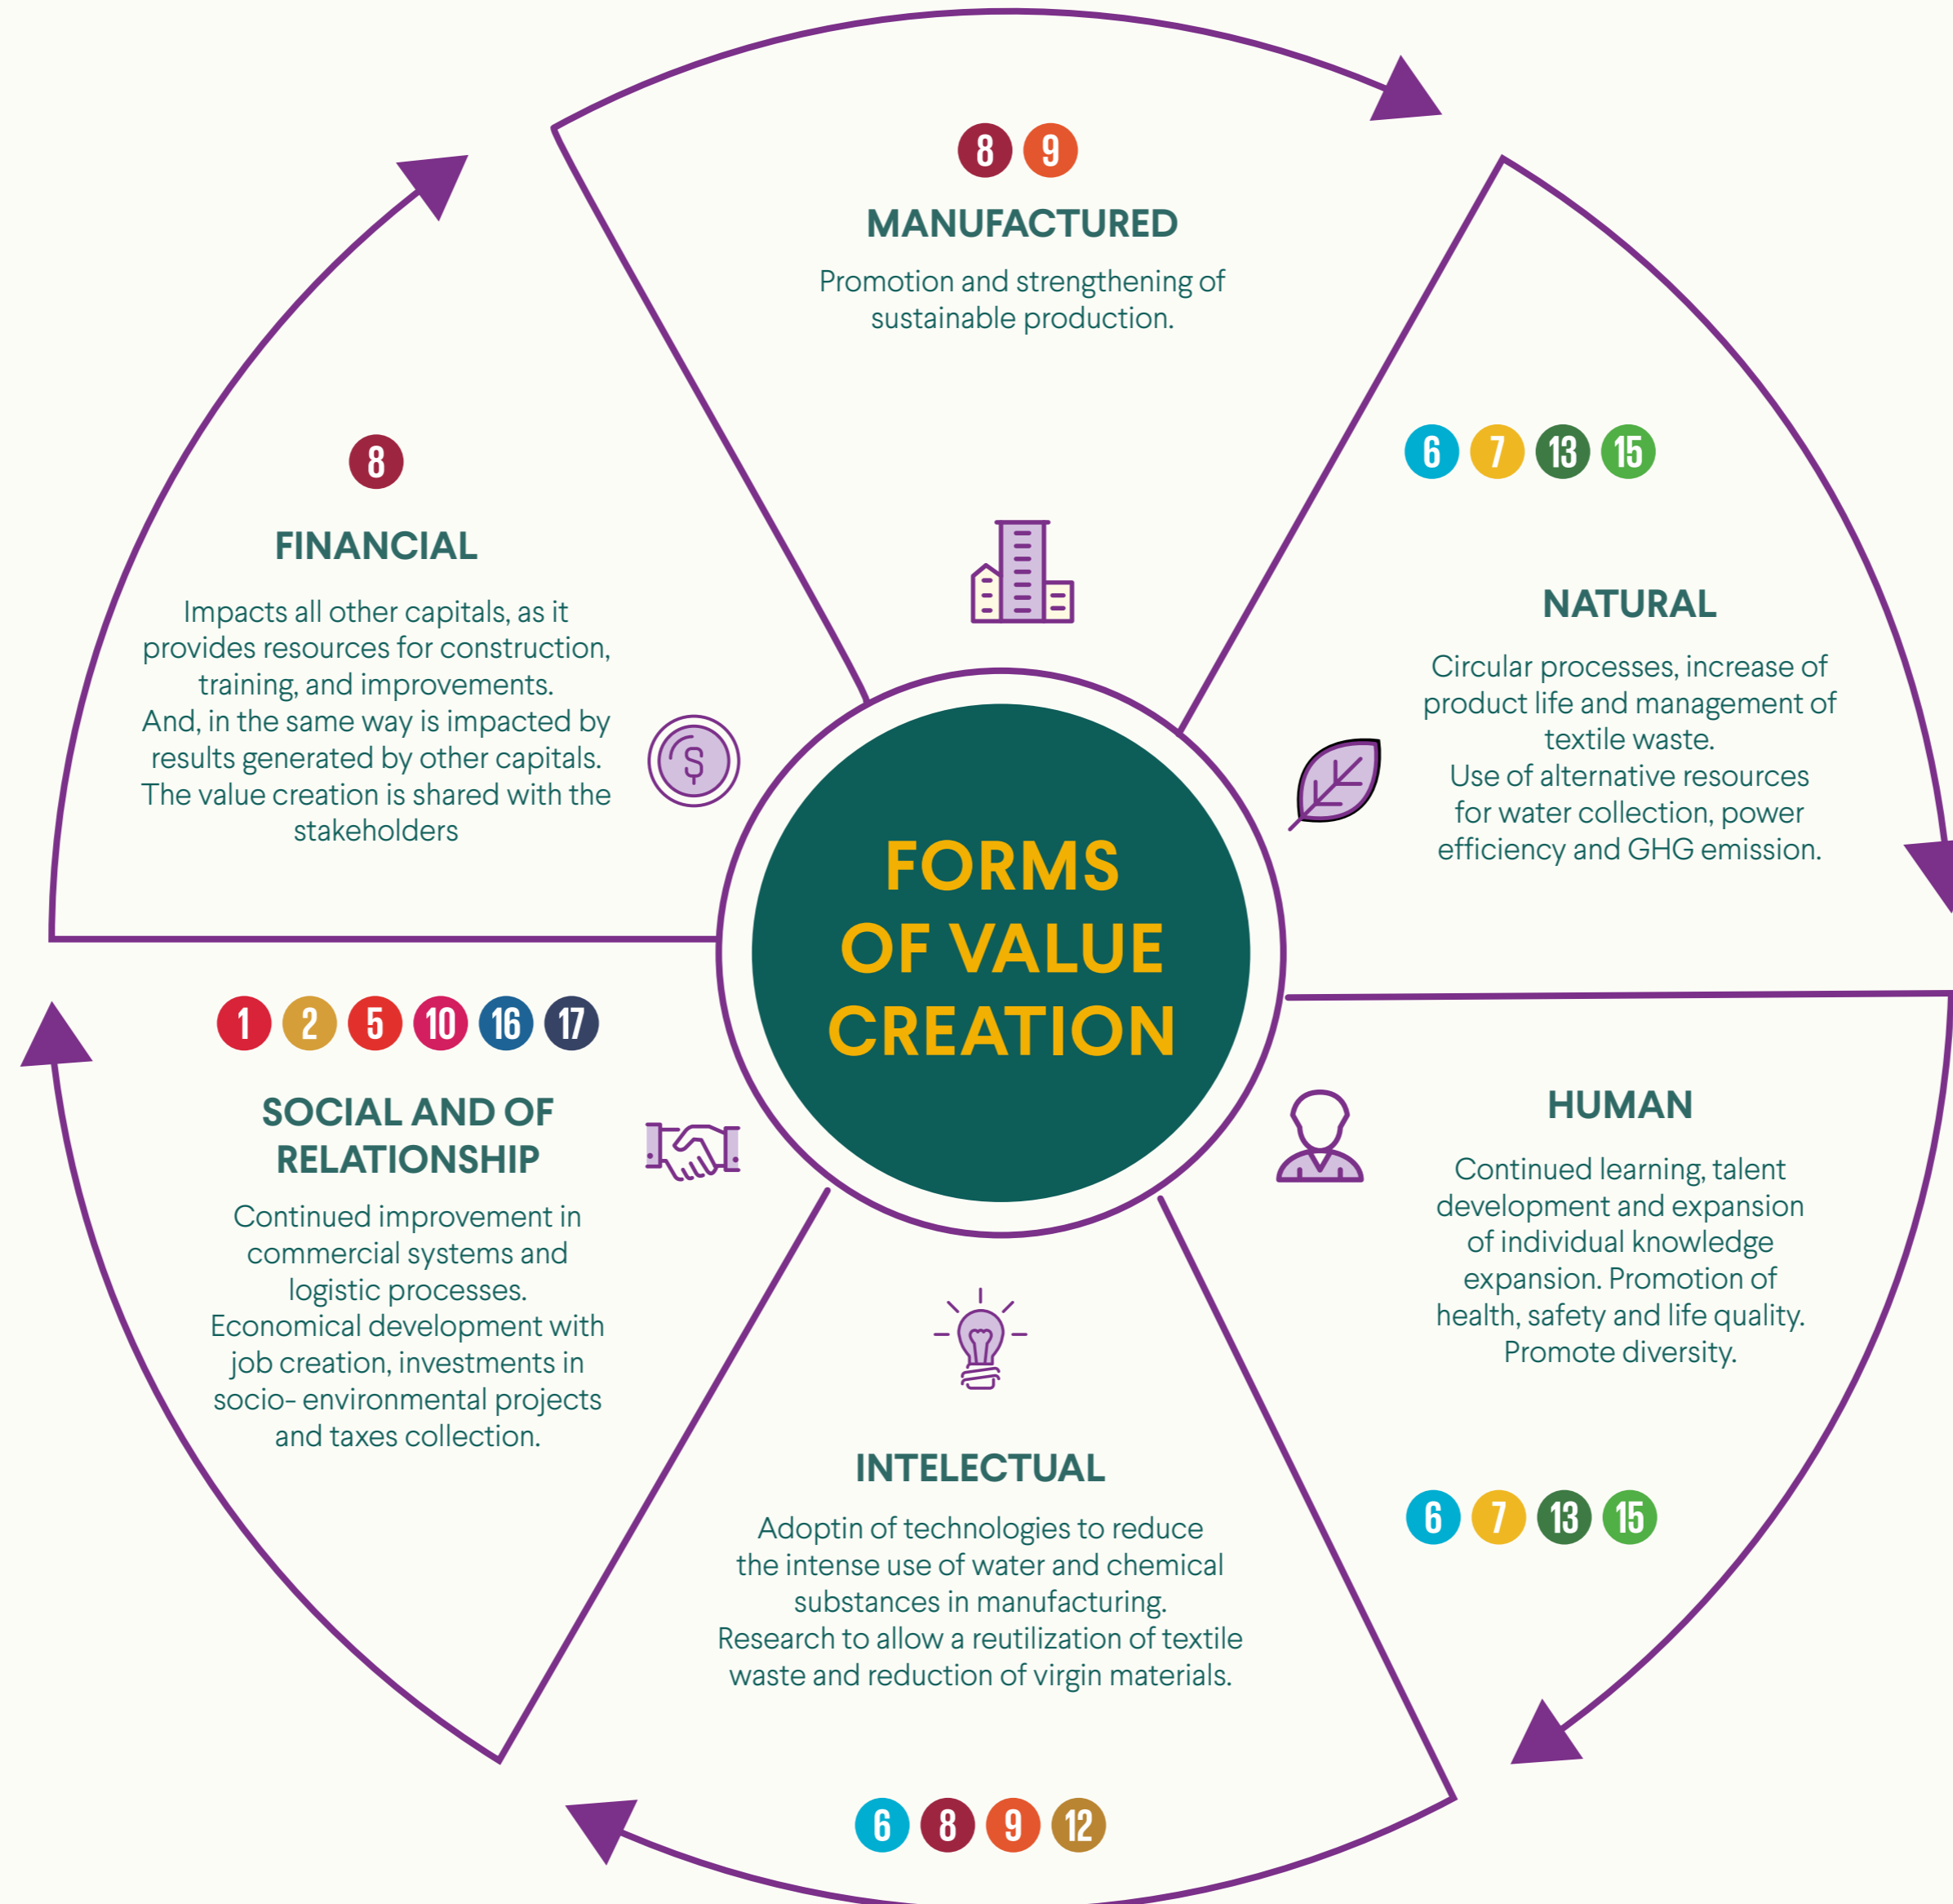 8 9
MANUFACTURED
Promotion and strengthening of
sustainable production.
6 7 13 15
NATURAL
Circular processes, increase of
product life and management of
textile waste.
Use of alternative resources
for water collection, power
efficiency and GHG emission.
HUMAN
Continued learning, talent
development and expansion
of individual knowledge
expansion. Promotion of
health, safety and life quality.
Promote diversity.
6 7 13 15
INTELECTUAL
Adoptin of technologies to reduce
the intense use of water and chemical
substances in manufacturing.
Research to allow a reutilization of textile
waste and reduction of virgin materials.
6 8 9 12
1 2 5 10 16 17
SOCIAL AND OF
RELATIONSHIP
Continued improvement in
commercial systems and
logistic processes.
Economical development with
job creation, investments in
socio- environmental projects
and taxes collection.
8
FINANCIAL
Impacts all other capitals, as it
provides resources for construction,
training, and improvements.
And, in the same way is impacted by
results generated by other capitals.
The value creation is shared with the
stakeholders
$
FORMS
OF VALUE
CREATION